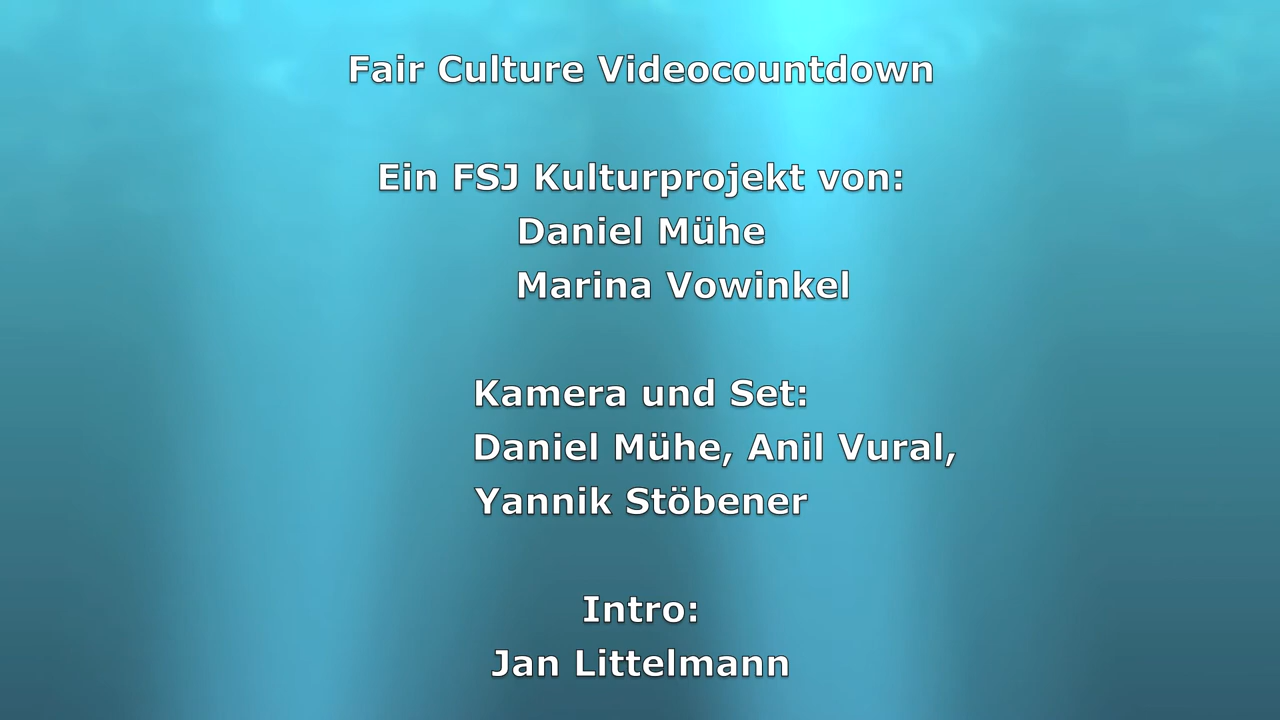 Fair Culture Videocountdown
Ein FSJ Kulturprojekt von:
Daniel Mühe
Marina Vowinkel
Kamera und Set:
Daniel Mühe, Anil Vural,
Yannik Stöbener
Intro:
Jan Littelmann